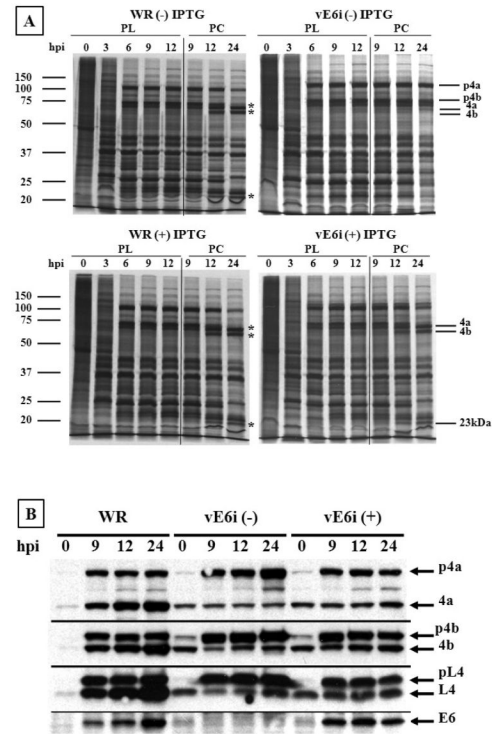 A
WR (-) IPTG vE6i (-) IPTG
PL PC PL PC
hpi 0 3 6 9 12 9 12 24 0 3 6 9 12 9 12 24
150
100
75
50
37
25
20
*
*
*
p4a
p4b
4a
4b
WR (+) IPTG vE6i (+) IPTG
PL PC PL PC
hpi 0 3 6 9 12 9 12 24 0 3 6 9 12 9 12 24
150
100
75
50
37
25
20
*
*
*
4a
4b
23kDa
B
WR vE6i (-) vE6i (+)
hpi 0 9 12 24 0 9 12 24 0 9 12 24
p4a
4a
p4b
4b
pL4
L4
E6